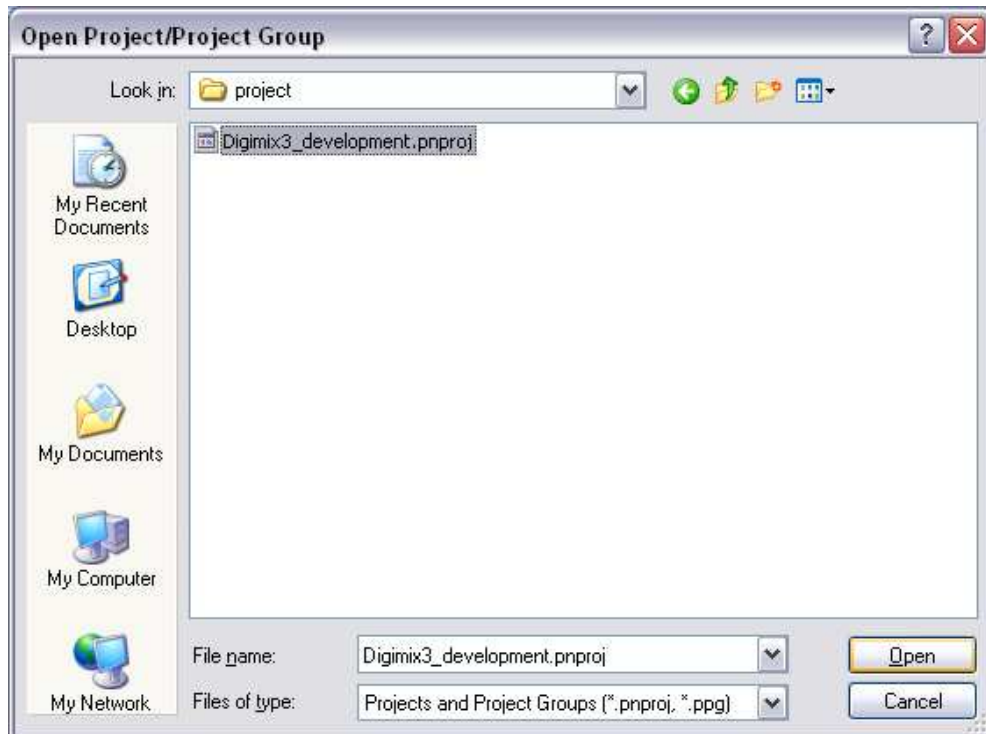 Open Project/Project Group
Look in: project
Digimix3_development.pnproj
My Recent
Documents
Desktop
My Documents
My Computer
My Network
File name: Digimix3_development.pnproj Open
Files of type: Projects and Project Groups (*.pnproj, *.ppg) Cancel